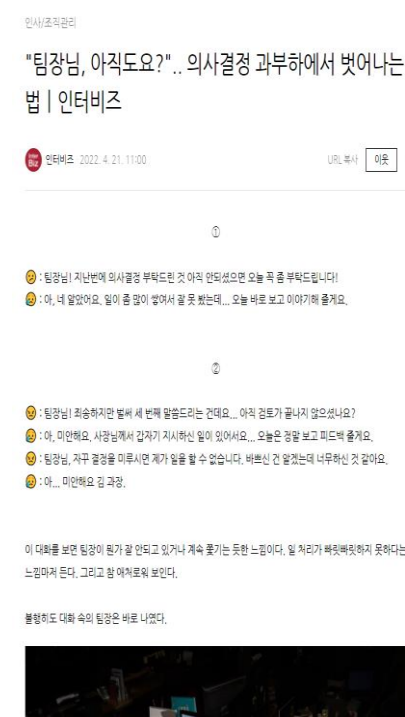 인사/조직관리
"팀장님, 아직도요?".. 의사결정 과부하에서 벗어나는
법 | 인터비즈
Inter
Biz
인터비즈 2022. 4. 21. 11:00 URL 복사 이웃
①
: 팀장님! 지난번에 의사결정 부탁드린 것 아직 안되셨으면 오늘 꼭 좀 부탁드립니다!
: 아, 네 알았어요. 일이 좀 많이 쌓여서 잘 못 봤는데... 오늘 바로 보고 이야기해 줄게요.
②
: 팀장님! 죄송하지만 벌써 세 번째 말씀드리는 건데요... 아직 검토가 끝나지 않으셨나요?
: 아, 미안해요. 사장님께서 갑자기 지시하신 일이 있어서요... 오늘은 정말 보고 피드백 줄게요.
: 팀장님, 자꾸 결정을 미루시면 제가 일을 할 수 없습니다. 바쁘신 건 알겠는데 너무하신 것 같아요.
: 아... 미안해요 김 과장.
이 대화를 보면 팀장이 뭔가 잘 안되고 있거나 계속 쫓기는 듯한 느낌이다. 일 처리가 빠릿빠릿하지 못하다는
느낌마저 든다. 그리고 참 애처로워 보인다.
불행히도 대화 속의 팀장은 바로 나였다.